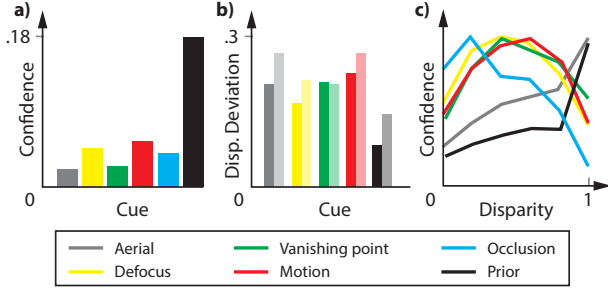 a)
.18
Confidence
0
Cue
b)
.3
Disp. Deviation
0
Cue
c)
Confidence
0
Disparity
1
Aerial
Vanishing point
Occlusion
Defocus
Motion
Prior